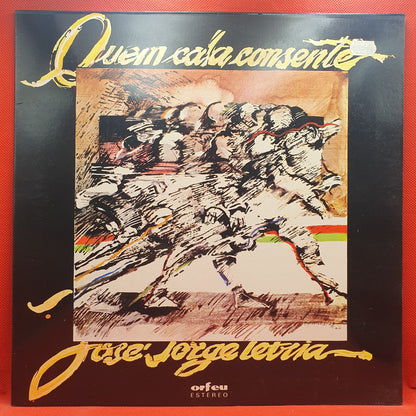 Quem cala consente
José Jorge Letria
orfeu
ESTEREO